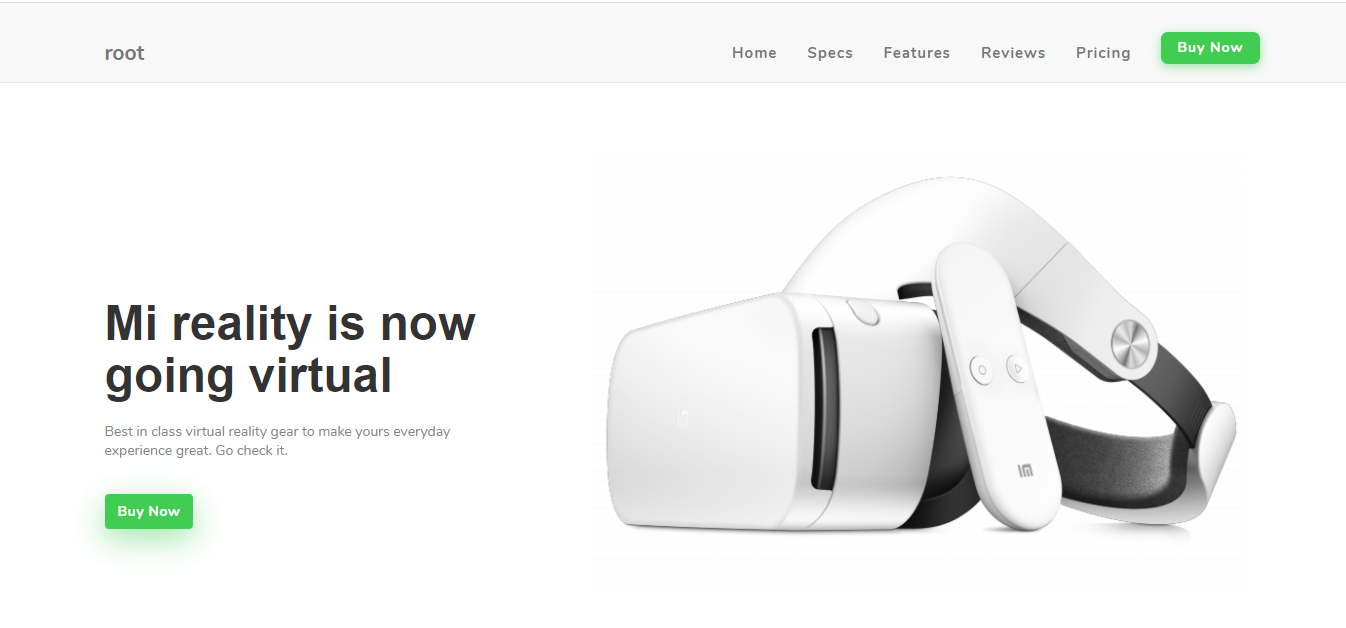 root
Home
Specs
Features
Reviews
Pricing
Buy Now
Mi reality is now
going virtual
Best in class virtual reality gear to make yours everyday
experience great. Go check it.
Buy Now